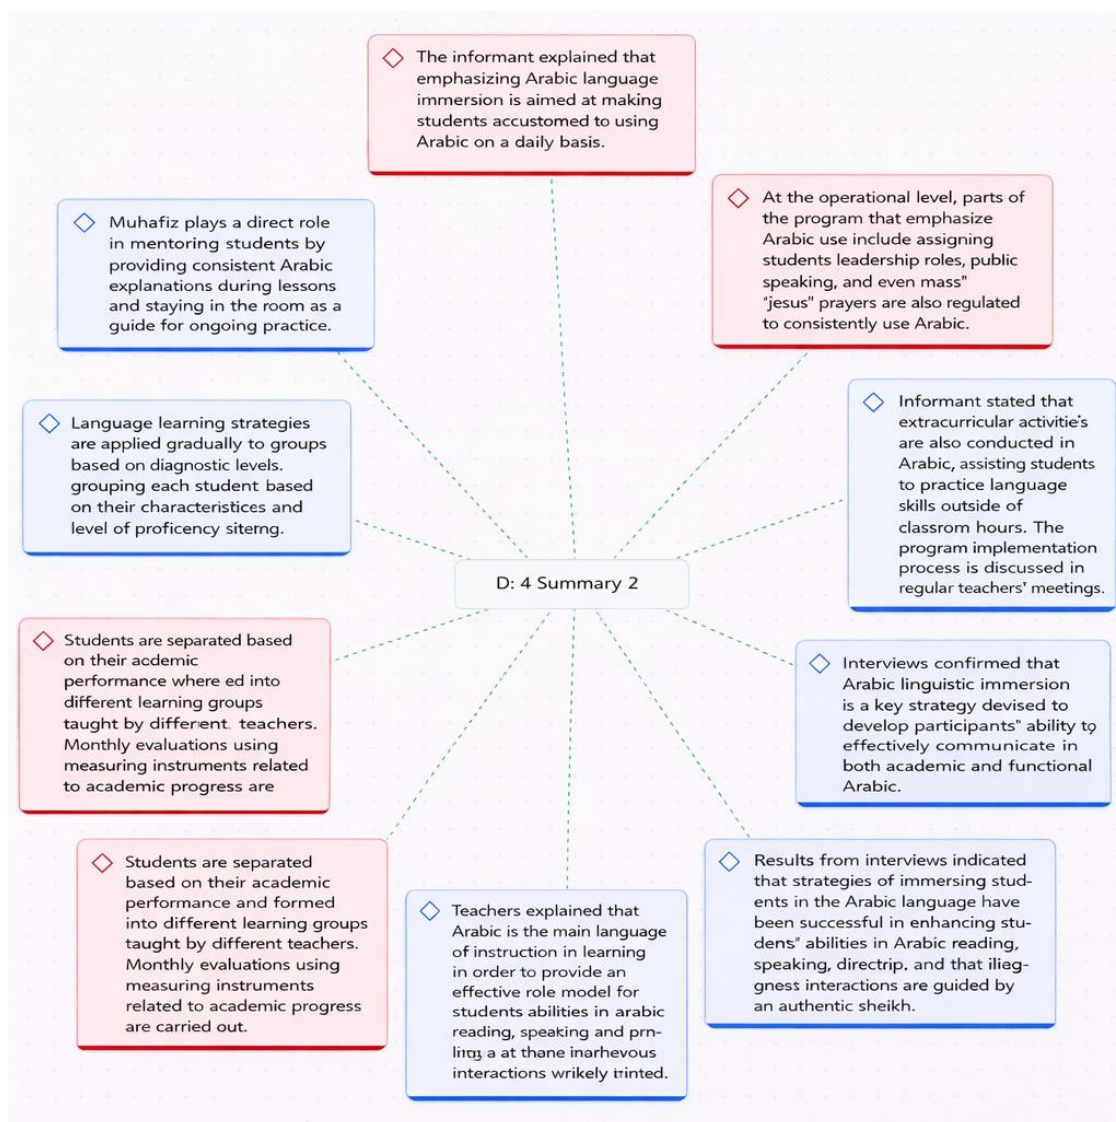 The informant explained that
emphasizing Arabic language
immersion is aimed at making
students accustomed to using
Arabic on a daily basis.
At the operational level, parts of
the program that emphasize
Arabic use include assigning
students leadership roles, public
speaking, and even mass"
"jesus" prayers are also regulated
to consistently use Arabic.
Muhafiz plays a direct role
in mentoring students by
providing consistent Arabic
explanations during lessons
and staying in the room as a
guide for ongoing practice.
Informant stated that
extracurricular activitie's
are also conducted in
Arabic, assisting students
to practice language
skills outside of
classrom hours. The
program implementation
process is discussed in
regular teachers' meetings.
Language learning strategies
are applied gradually to groups
based on diagnostic levels.
grouping each student based
on their characteristices and
level of proficency
D: 4 Summary 2
Students are separated based
on their acdemic
performance where ed into
different learning groups
taught by different. teachers.
Monthly evaluations using
measuring instruments related
to academic progress are
Interviews confirmed that
Arabic linguistic immersion
is a key strategy devised to
develop participants" ability to
effectively communicate in
both academic and functional
Arabic.
Students are separated
based on their academic
performance and formed
into different learning groups
taught by different teachers.
Monthly evaluations using
measuring instruments
related to academic progress
are carried out.
Teachers explained that
Arabic is the main language
of instruction in learning
in order to provide an
effective role model for
students abilities in arabic
reading, speaking and
a at
interactions
Results from interviews indicated
that strategies of immersing stud-
ents in the Arabic language have
been successful in enhancing stu-
dens" abilities in Arabic reading,
speaking, directrip. and that
gness interactions are guided by
an authentic sheikh.